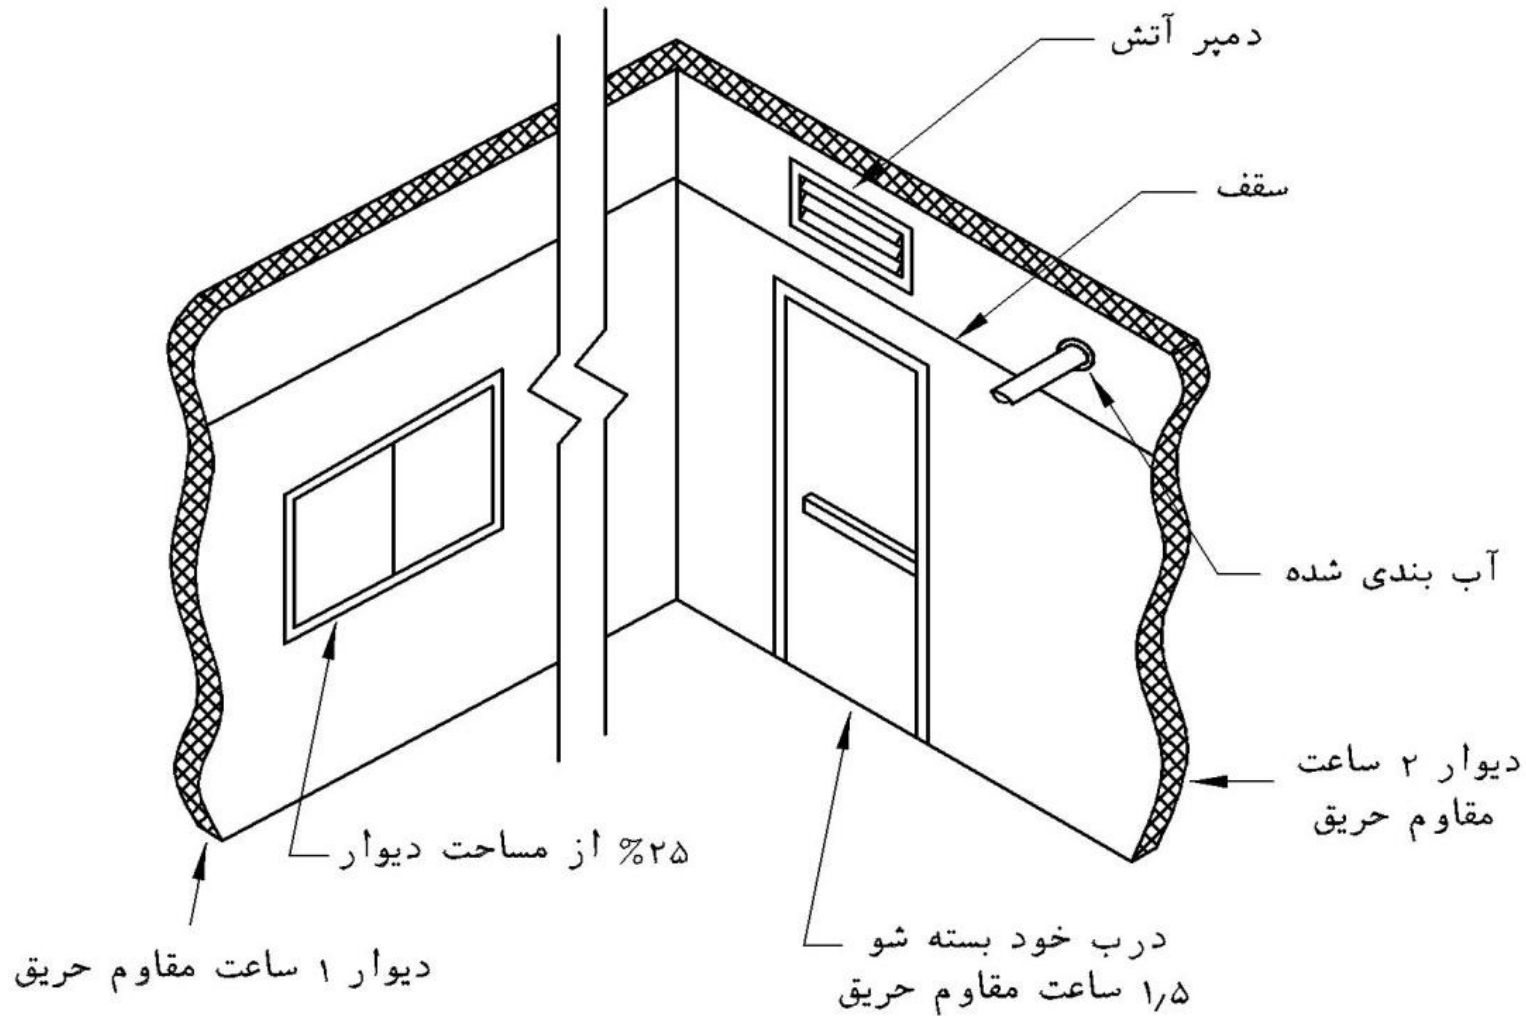 دمپر آتش
سقف
آب بندی شده
دیوار ۲ ساعت
مقاوم حریق
%۲۵ از مساحت دیوار
درب خود بسته شو
۱٫۵ ساعت مقاوم حریق
دیوار ۱ ساعت مقاوم حریق